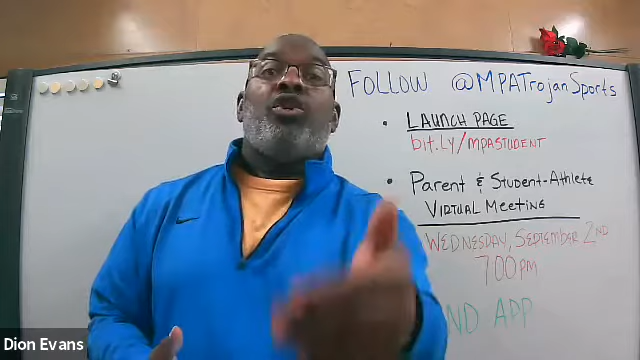 FOLLOW @MPATrojanSports
• LAUNCH PAGE
bit.ly/MPASTUDENT
• Parent & Student-Athlete
VIRTUAL Meeting
WEDNESDAY, September 2ND
7:00 PM
APP
Dion Evans